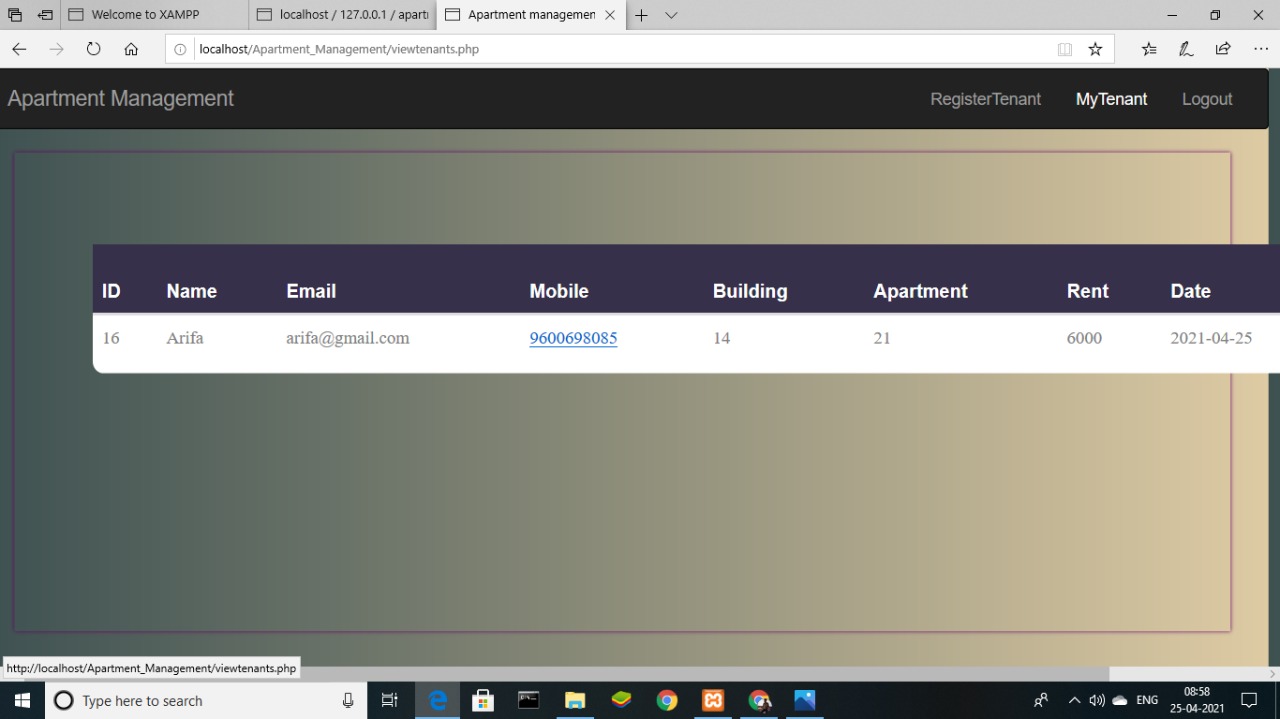 Welcome to XAMPP
localhost / 127.0.0.1 / apart
Apartment managemen
localhost/Apartment_Management/viewtenants.php
Apartment Management RegisterTenant MyTenant Logout
ID Name Email Mobile Building Apartment Rent Date
16 Arifa arifa@gmail.com 9600698085 14 21 6000 2021-04-25
http://localhost/Apartment_Management/viewtenants.php
Type here to search
ENG
08:58
25-04-2021